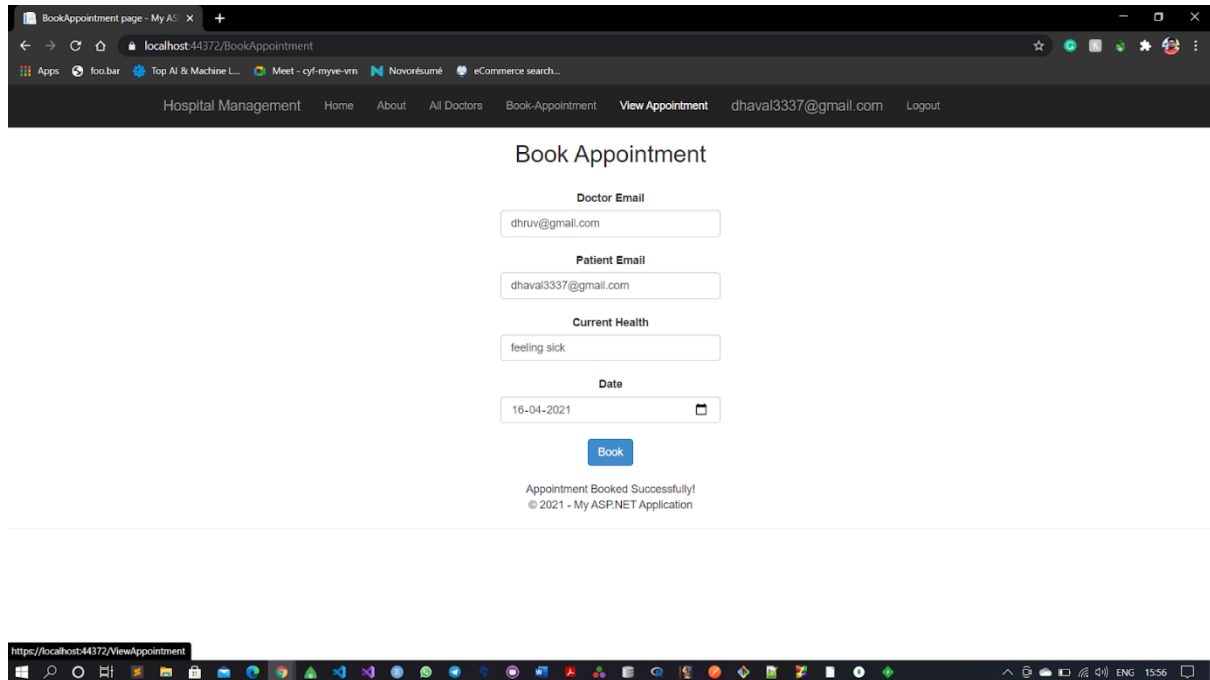 BookAppointment page - My AS
localhost:44372/BookAppointment
Apps foo.bar Top AI & Machine L... Meet - cyf-myve-vrn Novorésumé eCommerce search...
Hospital Management Home About All Doctors Book-Appointment View Appointment dhaval3337@gmail.com Logout
Book Appointment
Doctor Email
dhruv@gmail.com
Patient Email
dhaval3337@gmail.com
Current Health
feeling sick
Date
16-04-2021
Book
Appointment Booked Successfully!
© 2021 - My ASP.NET Application
https://localhost:44372/ViewAppointment
ENG 15:56